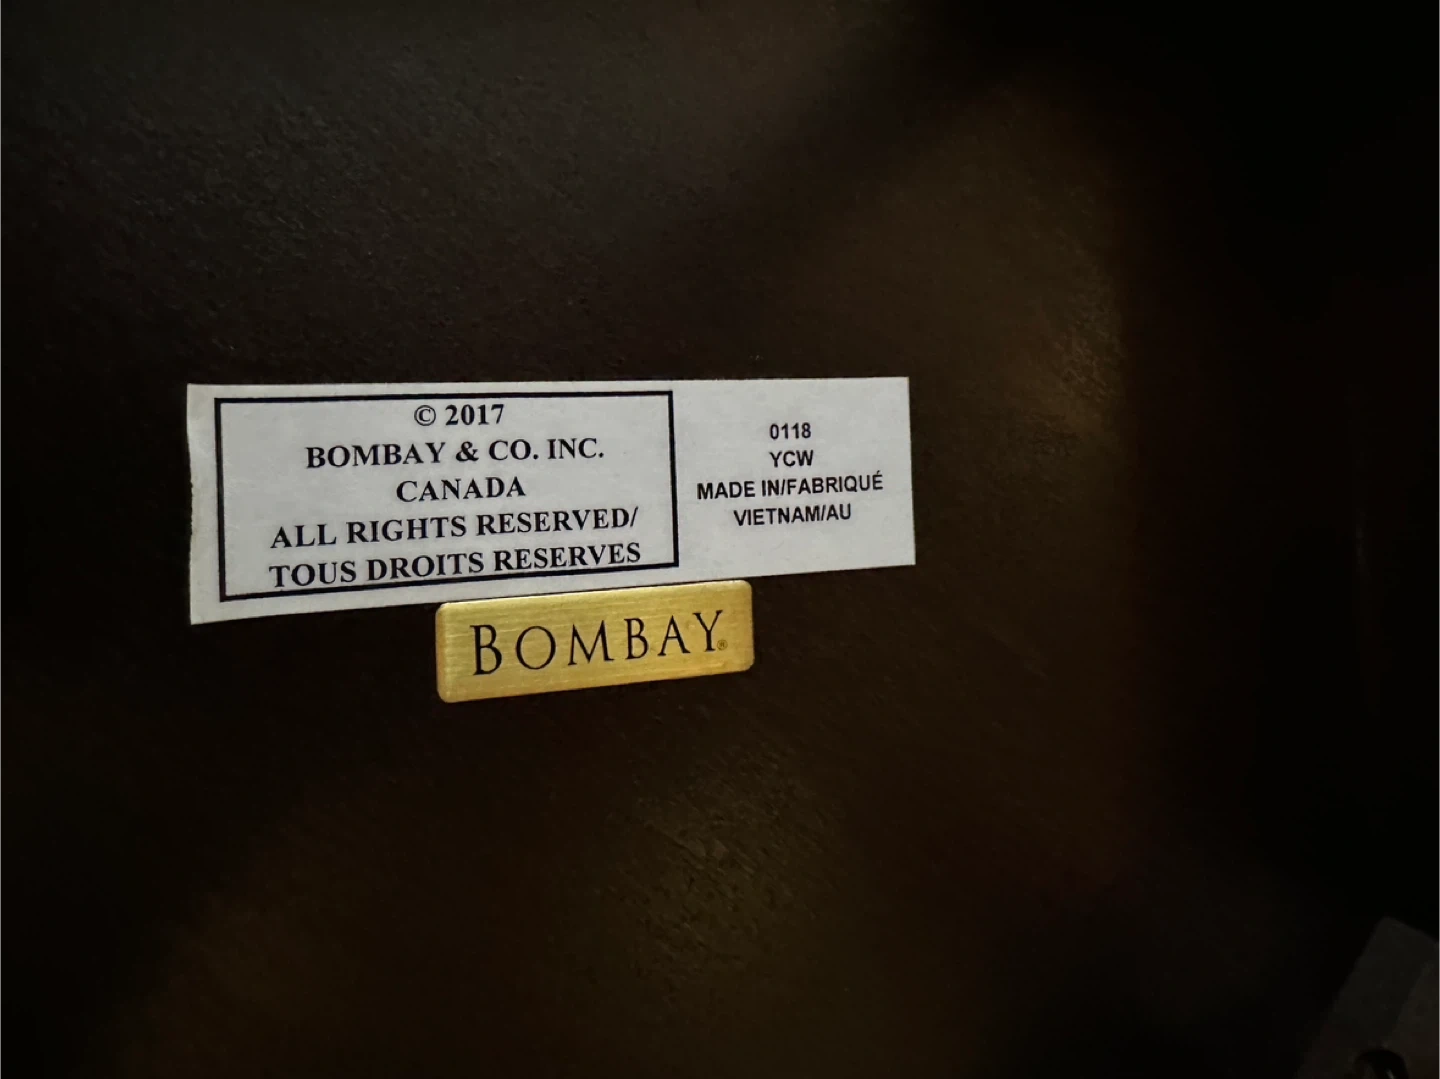 © 2017
BOMBAY & CO. INC.
CANADA
ALL RIGHTS RESERVED/
TOUS DROITS RESERVES
0118
YCW
MADE IN/FABRIQUÉ
VIETNAM/AU
BOMBAY®